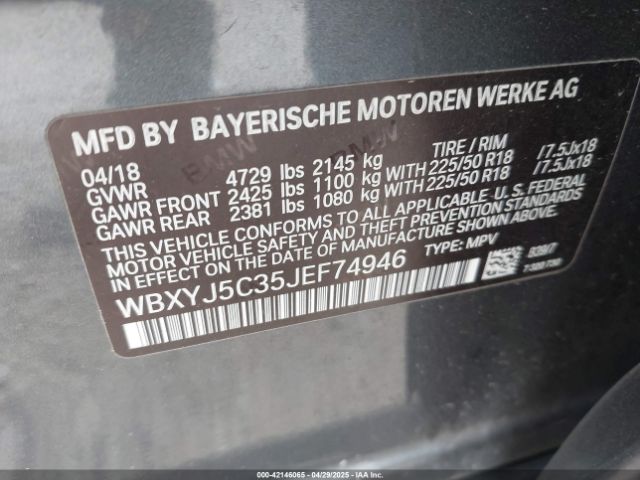 MFD BY BAYERISCHE MOTOREN WERKE AG
04/18 TIRE / RIM
GVWR 4729 lbs 2145 kg
GAWR FRONT 2425 lbs 1100 kg WITH 225/50 R18 / 7.5Jx18
GAWR REAR 2381 lbs 1080 kg WITH 225/50 R18 / 7.5Jx18
THIS VEHICLE CONFORMS TO ALL APPLICABLE U. S. FEDERAL
MOTOR VEHICLE SAFETY AND THEFT PREVENTION STANDARDS
IN EFFECT ON THE DATE OF MANUFACTURE SHOWN ABOVE.
WBXYJ5C35JEF74946 TYPE: MPV
000-42146065 04/29/2025 IMPACT AUCTIONS, LLC